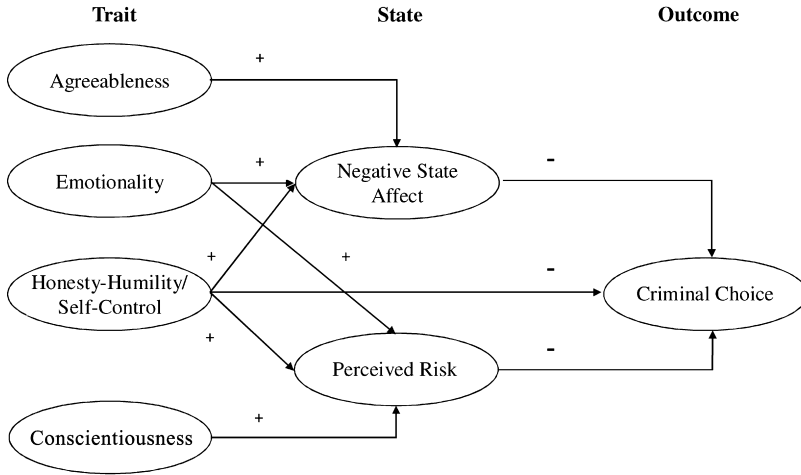 Trait
State
Outcome
Agreeableness
+
Emotionality
+
Negative State
Affect
-
Honesty-Humility/
Self-Control
+
+
-
Criminal Choice
+
Perceived Risk
-
Conscientiousness
+